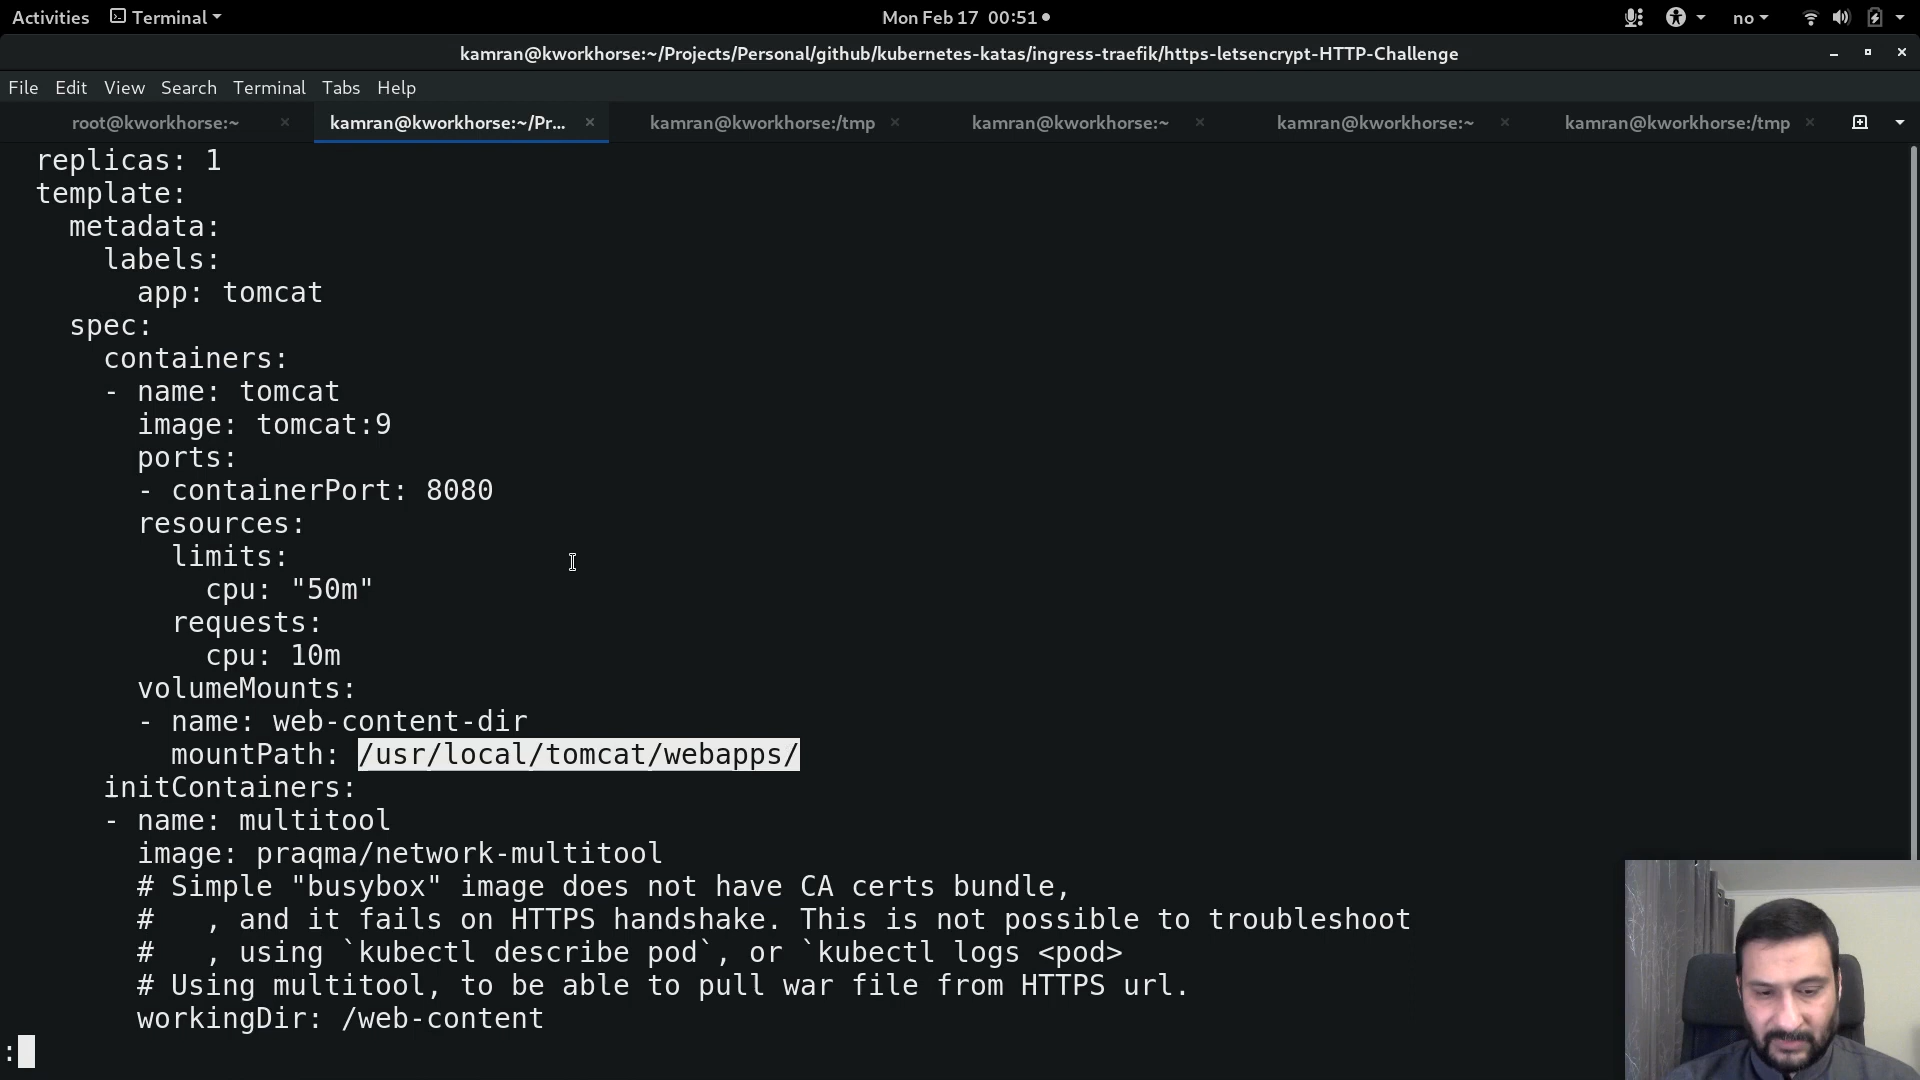 Activities Terminal Mon Feb 17 00:51 no
kamran@kworkhorse:~/Projects/Personal/github/kubernetes-katas/ingress-traefik/https-letsencrypt-HTTP-Challenge
File Edit View Search Terminal Tabs Help
root@kworkhorse:~ kamran@kworkhorse:~/Pr... kamran@kworkhorse:/tmp kamran@kworkhorse:~ kamran@kworkhorse:~ kamran@kworkhorse:/tmp
replicas: 1
template:
metadata:
labels:
app: tomcat
spec:
containers:
- name: tomcat
image: tomcat:9
ports:
- containerPort: 8080
resources:
limits:
cpu: "50m"
requests:
cpu: 10m
volumeMounts:
- name: web-content-dir
mountPath: /usr/local/tomcat/webapps/
initContainers:
- name: multitool
image: praqma/network-multitool
# Simple "busybox" image does not have CA certs bundle,
# , and it fails on HTTPS handshake. This is not possible to troubleshoot
# , using `kubectl describe pod`, or `kubectl logs <pod>
# Using multitool, to be able to pull war file from HTTPS url.
workingDir: /web-content
: